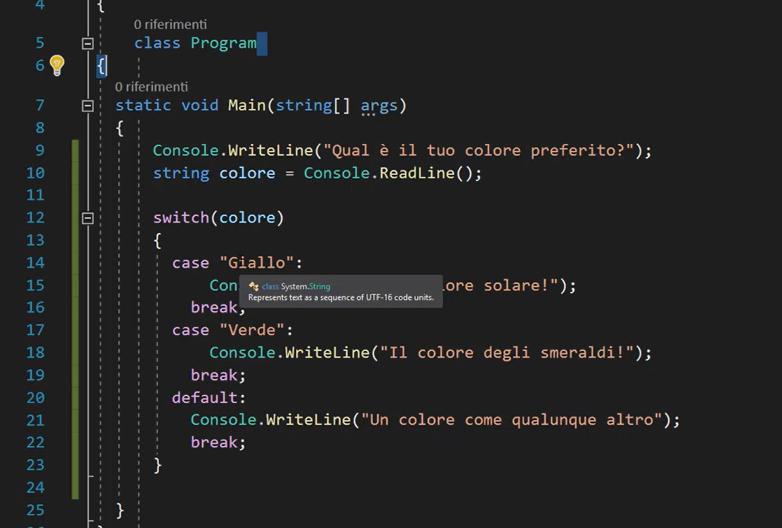 4 {
0 riferimenti
5 class Program
6 {
0 riferimenti
7 static void Main(string[] args)
8 {
9 Console.WriteLine("Qual è il tuo colore preferito?");
10 string colore = Console.ReadLine();
11
12 switch(colore)
13 {
14 case "Giallo":
class System.String
15 Con ore solare!");
Represents text as a sequence of UTF-16 code units.
16 break;
17 case "Verde":
18 Console.WriteLine("Il colore degli smeraldi!");
19 break;
20 default:
21 Console.WriteLine("Un colore come qualunque altro");
22 break;
23 }
24
25 }